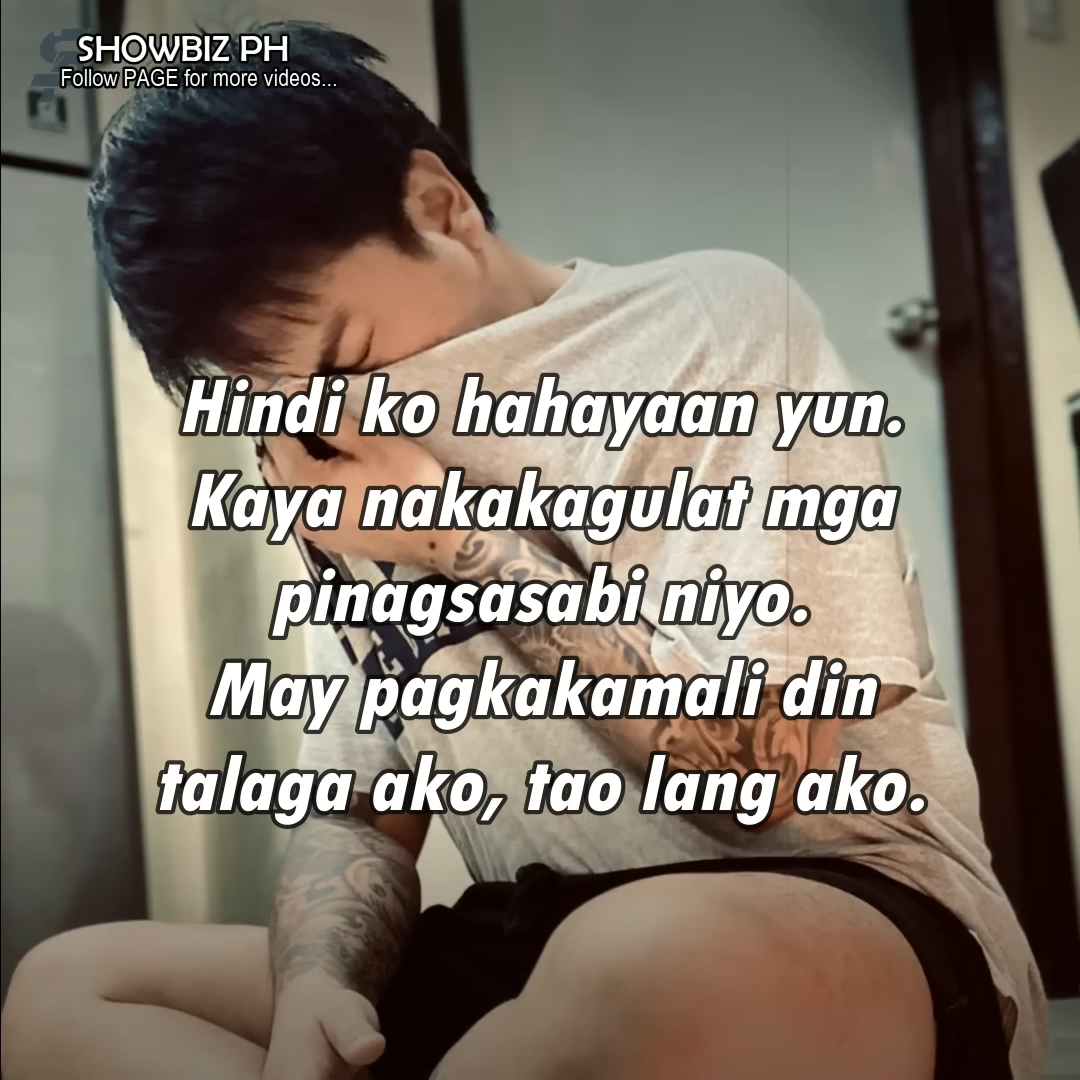 SHOWBIZ PH
Follow PAGE for more videos...
Hindi ko hahayaan yun.
Kaya nakakagulat mga
pinagsasabi niyo.
May pagkakamali din
talaga ako, tao lang ako.